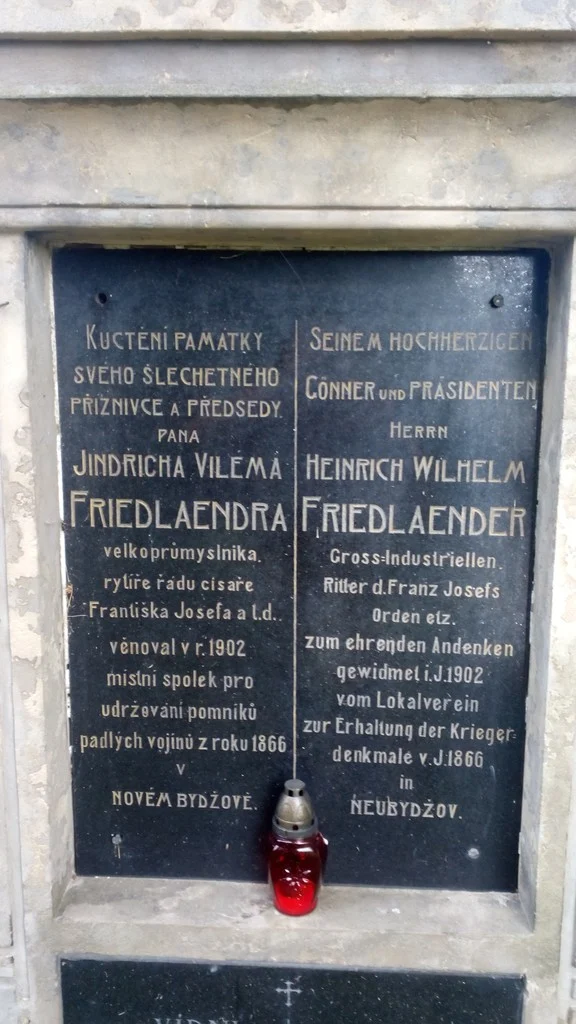 KUCTĚNÍ PAMÁTKY
SVÉHO ŠLECHETNÉHO
PŘÍZNIVCE A PŘEDSEDY.
PANA
JINDŘICHA VILÉMA
FRIEDLAENDRA
velkoprůmyslníka,
rytíře řádu císaře
Františka Josefa a t.d..
věnoval v r. 1902
místní spolek pro
udržování pomníků
padlých vojínů z roku 1866
v
NOVÉM BYDŽOVĚ.
SEINEM HOCHHERZIGEN
GÖNNER UND PRÄSIDENTEN
HERRN
HEINRICH WILHELM
FRIEDLAENDER
Gross-Industriellen.
Ritter d. Franz Josefs
Orden etz.
zum ehrenden Andenken
gewidmet i.J.1902
vom Lokalverein
zur Erhaltung der Krieger-
denkmale v.J.1866
in
NEUBYDŽOV.